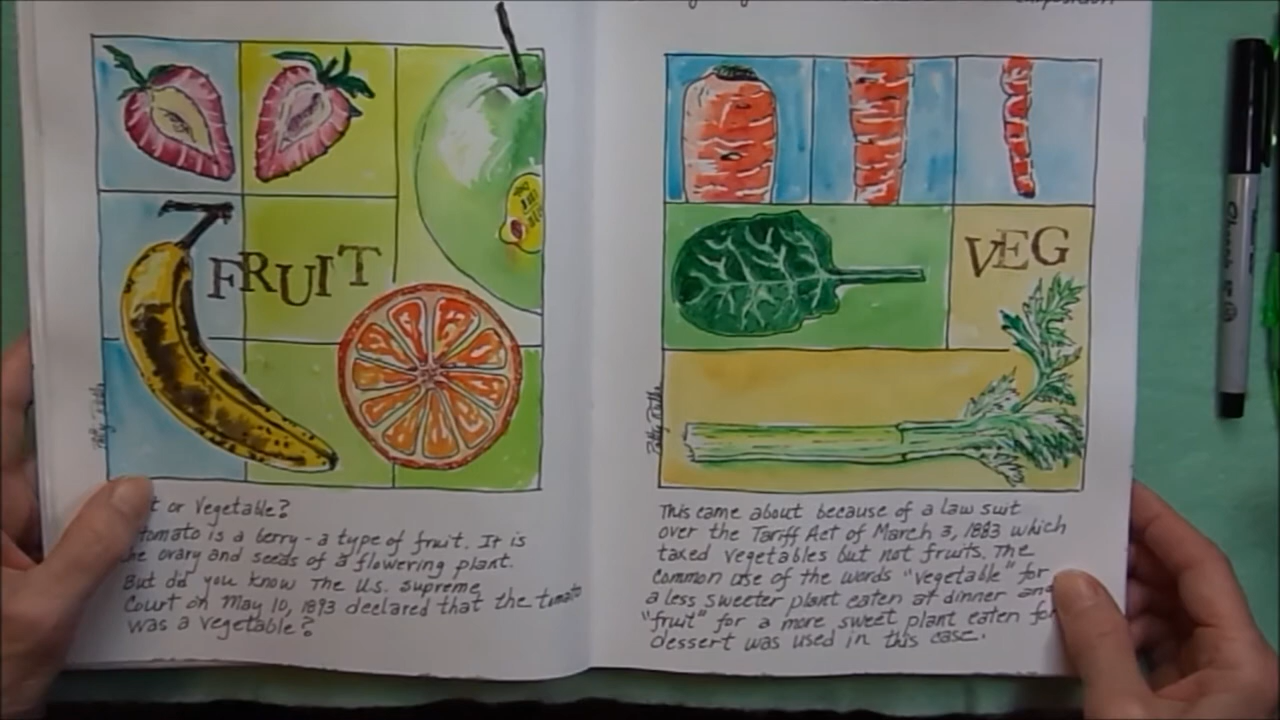 FRUIT
t or Vegetable?
tomato is a berry - a type of fruit. It is
he ovary and seeds of a flowering plant.
But did you know The U.S. Supreme
Court on May 10, 1893 declared that the tomato
was a vegetable?
VEG
This came about because of a law suit
over the Tariff Act of March 3, 1883 which
taxed vegetables but not fruits. The
common use of the words "vegetable" for
a less sweeter plant eaten at dinner and
"fruit" for a more sweet plant eaten for
dessert was used in this case.